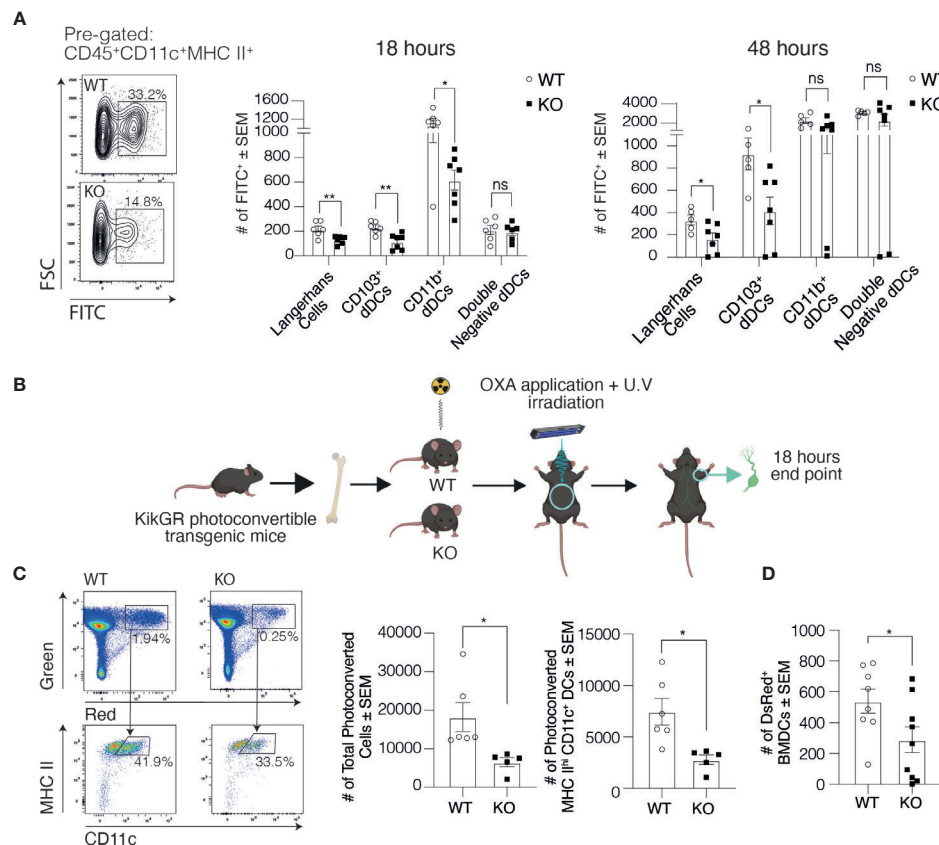 A
Pre-gated:
CD45⁺CD11c⁺MHC II⁺
WT
33.2%
KO
14.8%
FSC
FITC
18 hours
# of FITC⁺ ± SEM
1600
1400
1200
1000
800
600
400
200
0
**
**
*
ns
WT
KO
Langerhans
Cells
CD103⁺
dDCs
CD11b⁺
dDCs
Double
Negative dDCs
48 hours
# of FITC⁺ ± SEM
4000
2000
1000
800
600
400
200
0
*
*
ns
ns
W
KO
Langerhans
Cells
CD103⁺
dDCs
CD11b⁺
dDCs
Double
Negative dDCs
B
KikGR photoconvertible
transgenic mice
WT
KO
OXA application + U.V
irradiation
18 hours
end point
C
WT
KO
Green
1.94%
0.25%
Red
MHC II
41.9%
33.5%
CD11c
# of Total Photoconverted
Cells ± SEM
40000
30000
20000
10000
0
*
WT
KO
# of Photoconverted
MHC IIʰⁱ CD11c⁺ DCs ± SEM
15000
10000
5000
0
*
WT
KO
D
# of DsRed⁺
BMDCs ± SEM
1000
800
600
400
200
0
*
WT
KO